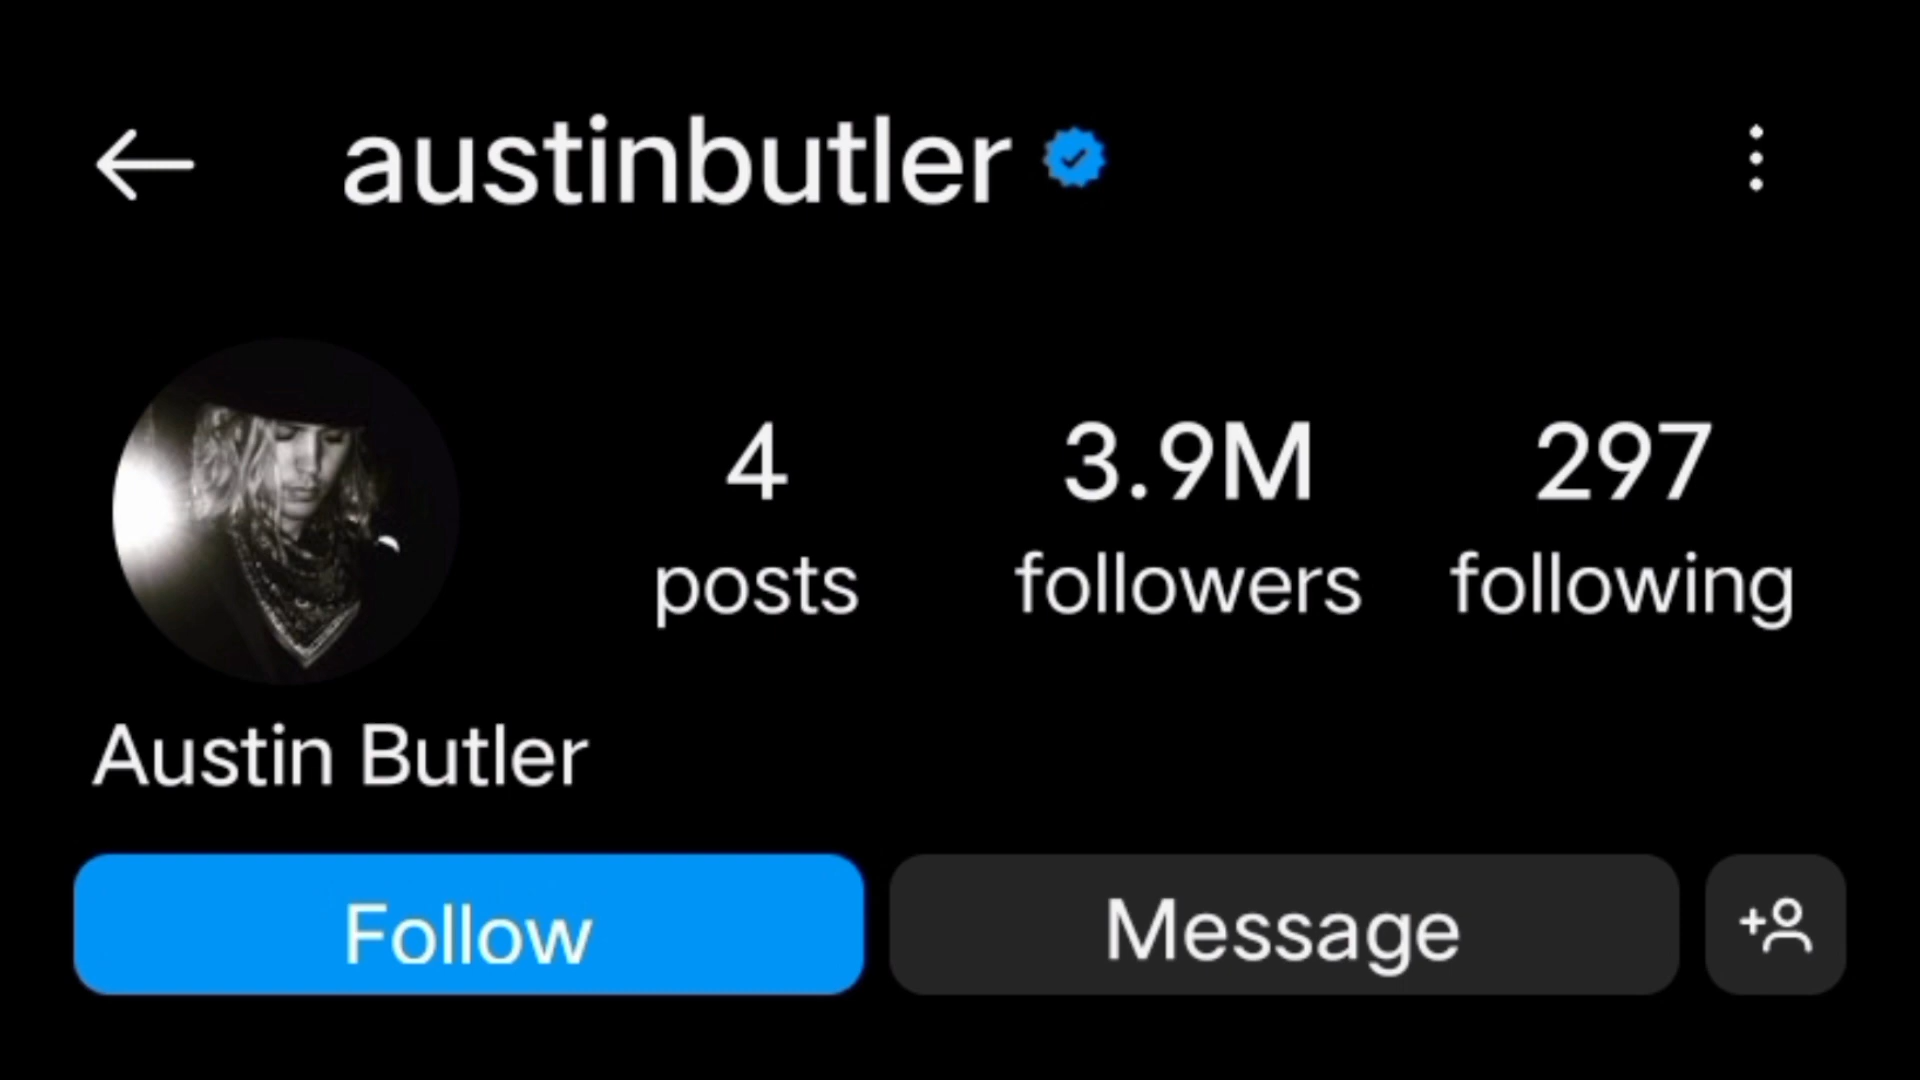 austinbutler
4 3.9M 297
posts followers following
Austin Butler
Follow Message